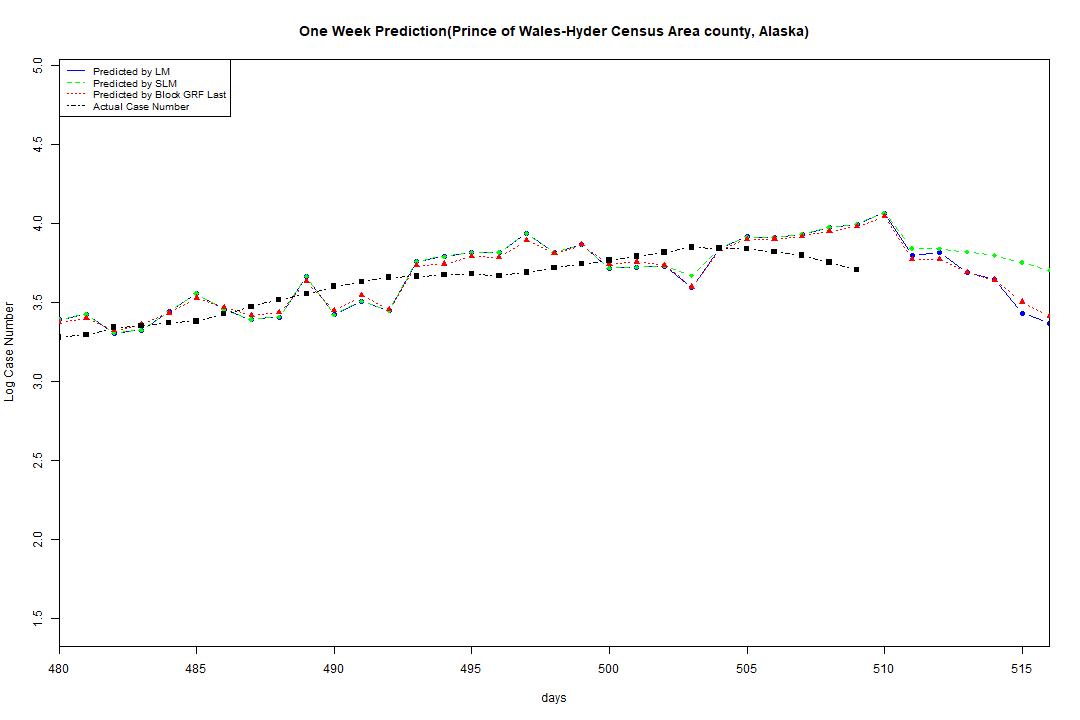 One Week Prediction(Prince of Wales-Hyder Census Area county, Alaska)
Predicted by LM
Predicted by SLM
Predicted by Block GRF Last
Actual Case Number
5.0
4.5
4.0
3.5
3.0
2.5
2.0
1.5
Log Case Number
480 485 490 495 500 505 510 515
days